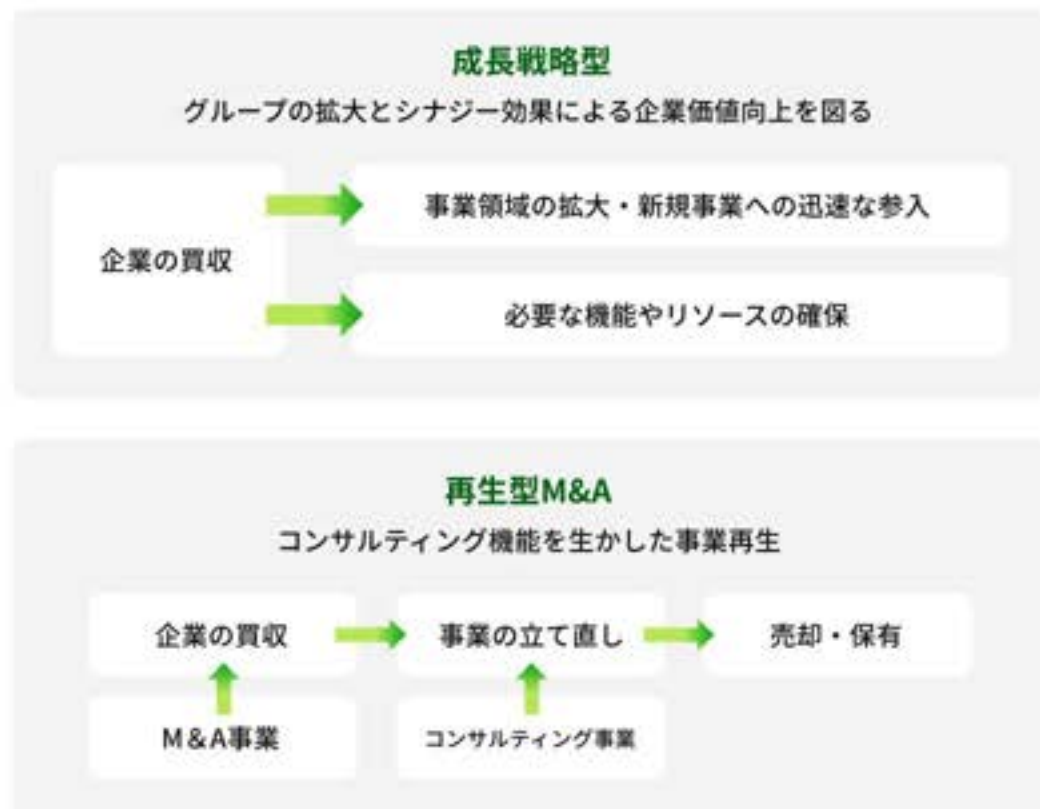 成長戦略型
グループの拡大とシナジー効果による企業価値向上を図る
企業の買収
事業領域の拡大・新規事業への迅速な参入
必要な機能やリソースの確保
再生型M&A
コンサルティング機能を生かした事業再生
企業の買収
事業の立て直し
売却・保有
M&A事業
コンサルティング事業